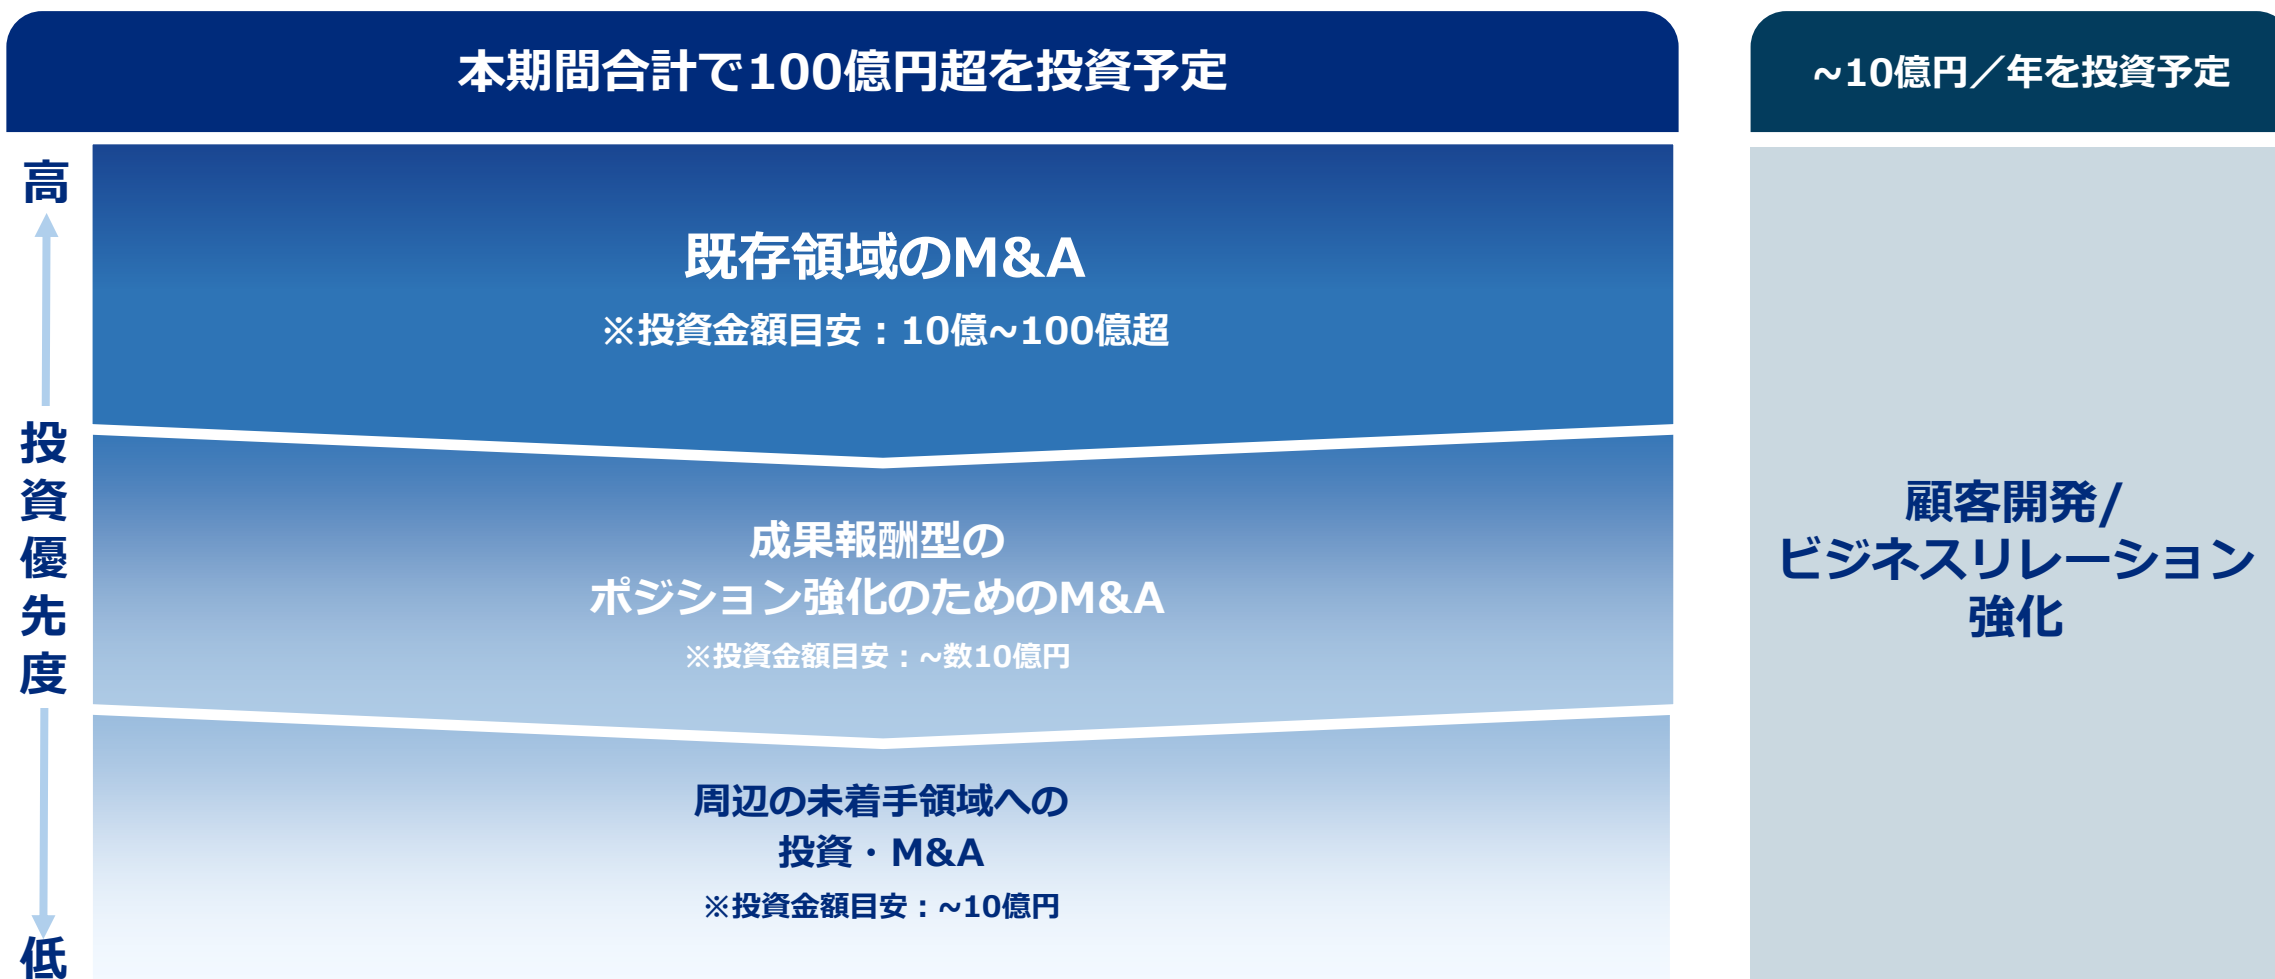 本期間合計で100億円超を投資予定
高
投資優先度
低
既存領域のM&A
※投資金額目安：10億~100億超
成果報酬型の
ポジション強化のためのM&A
※投資金額目安：~数10億円
周辺の未着手領域への
投資・M&A
※投資金額目安：~10億円
~10億円／年を投資予定
顧客開発/
ビジネスリレーション
強化